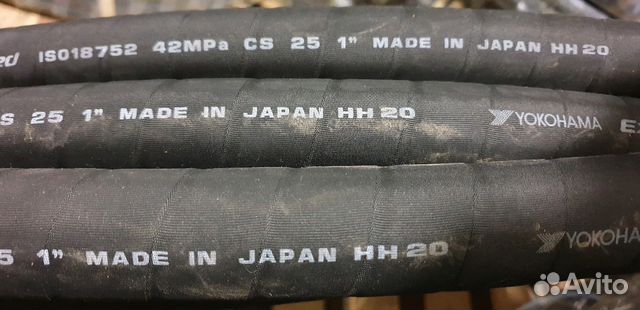 ISO18752 42MPa CS 25 1" MADE IN JAPAN HH20
25 1" MADE IN JAPAN HH20 YOKOHAMA
1" MADE IN JAPAN HH20 YOKOHA
Avito